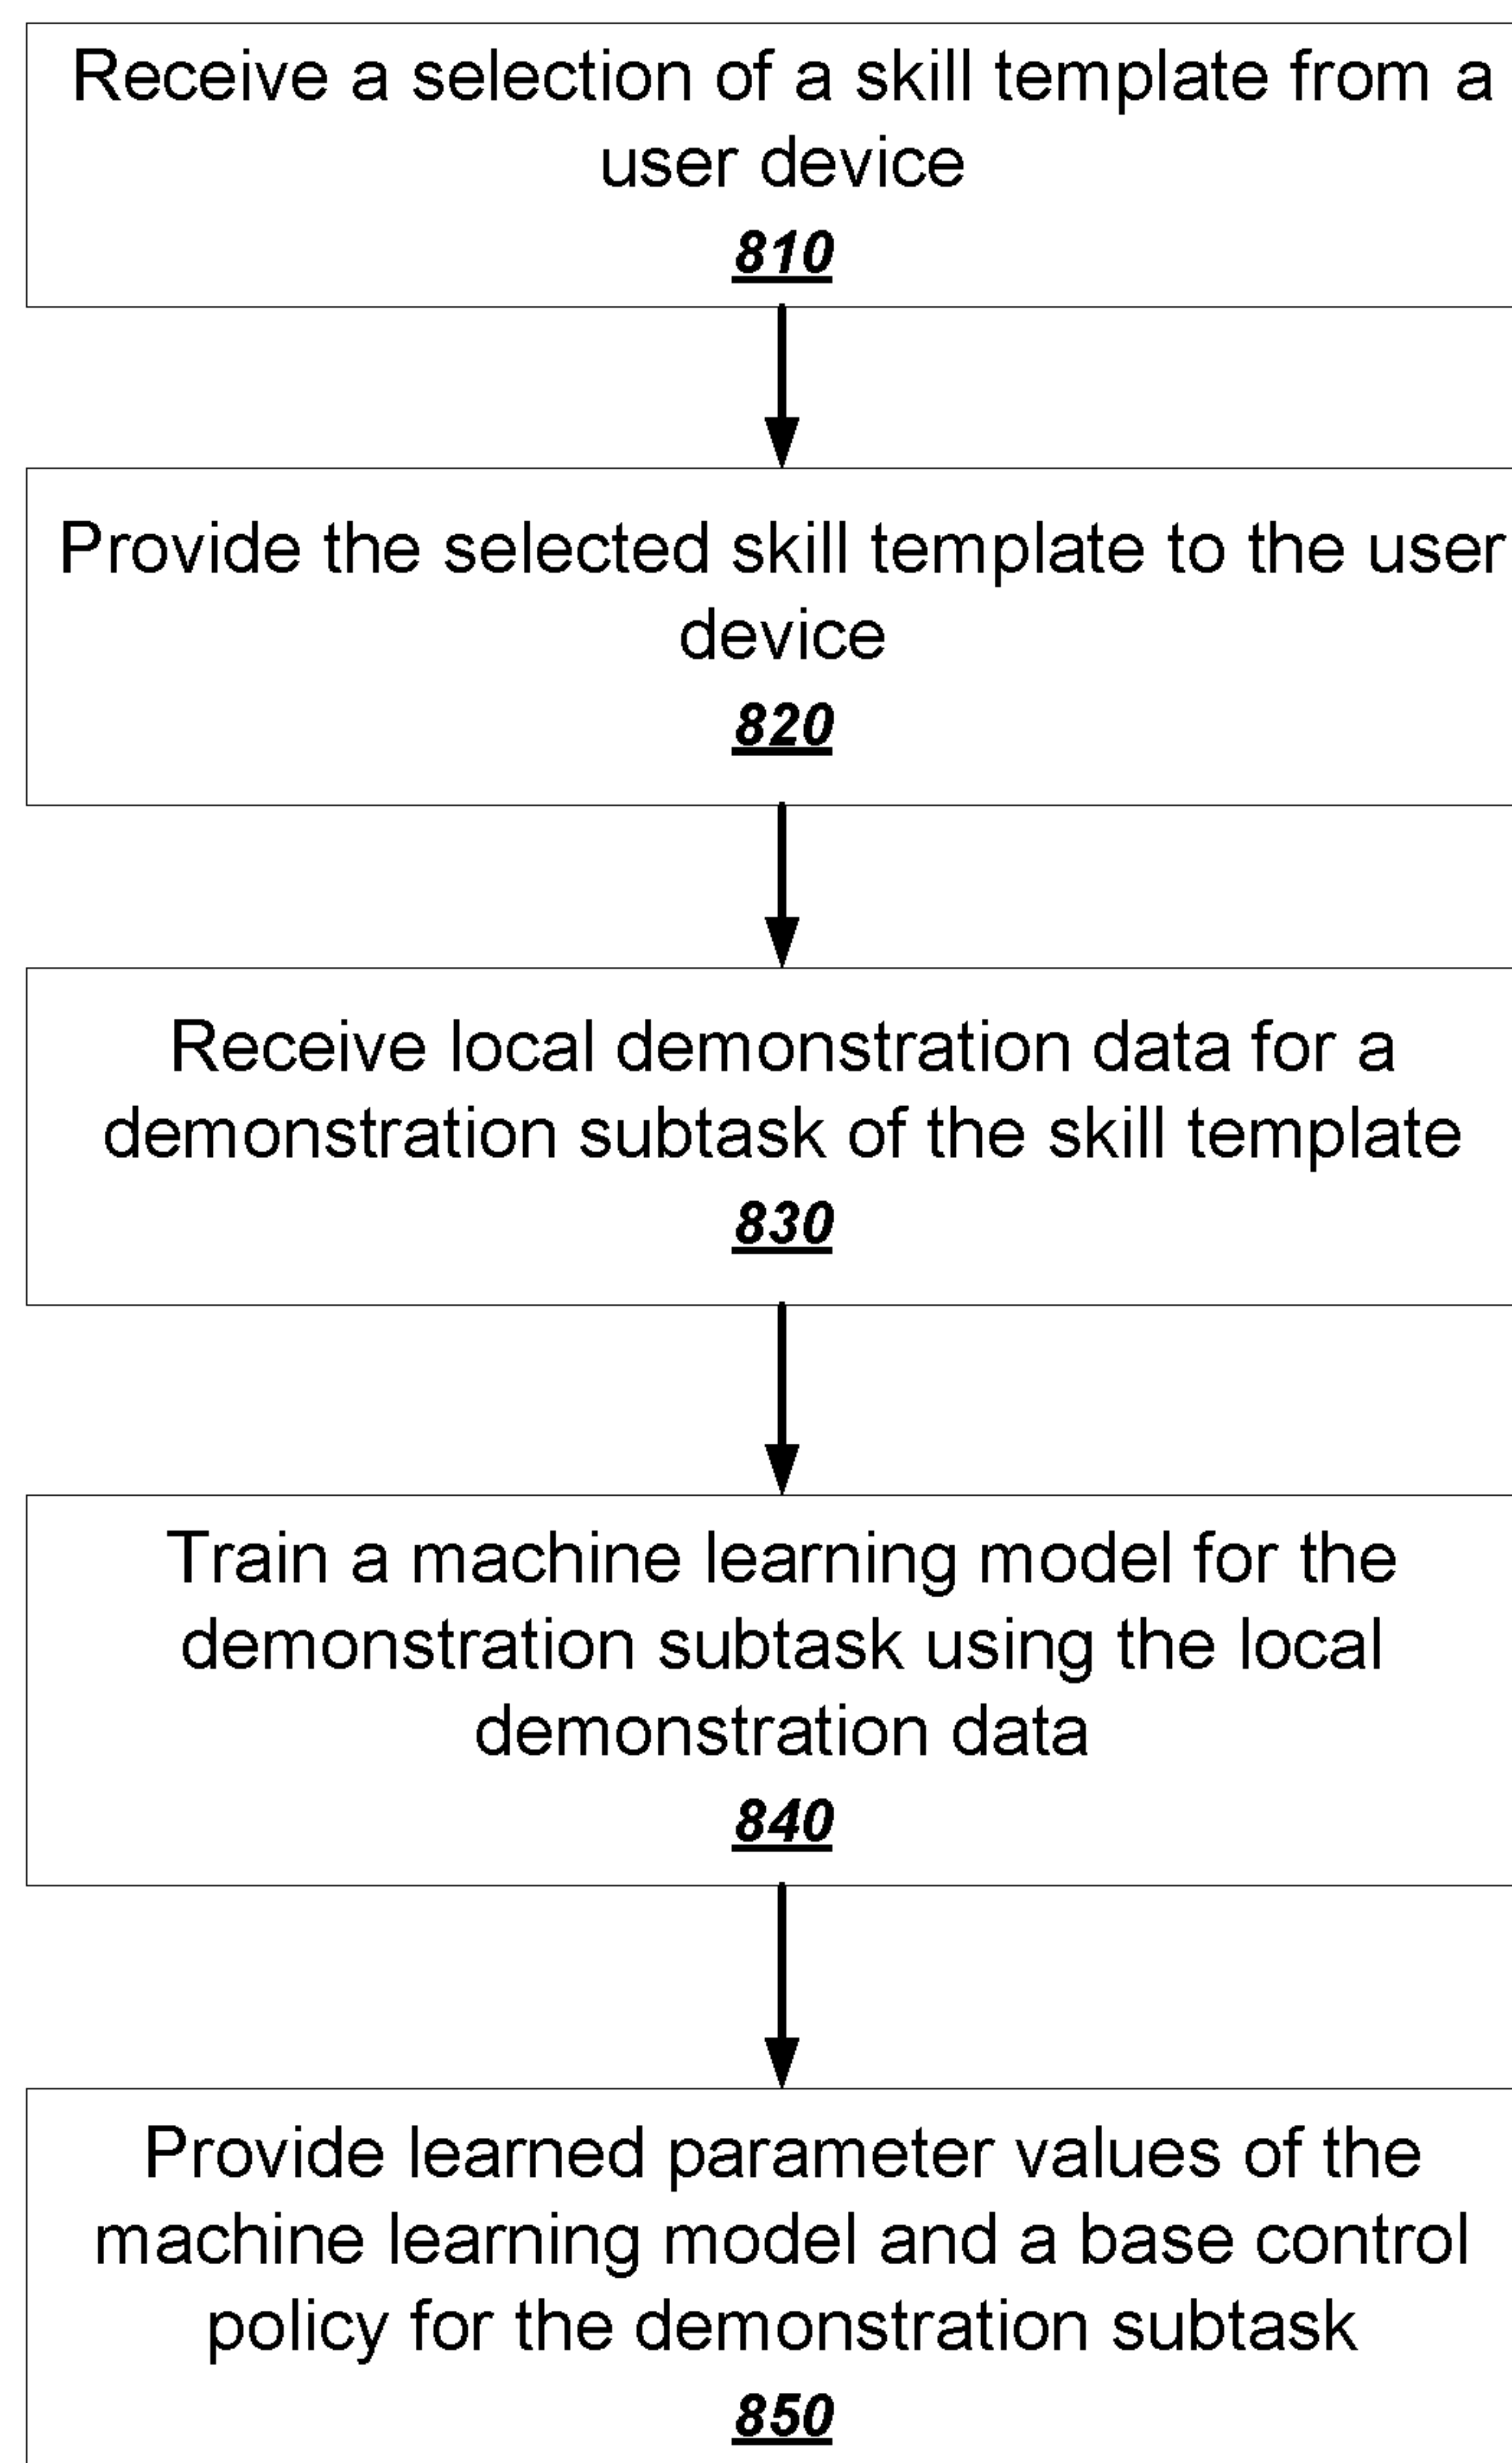 Receive a selection of a skill template from a
user device
810
Provide the selected skill template to the user
device
820
Receive local demonstration data for a
demonstration subtask of the skill template
830
Train a machine learning model for the
demonstration subtask using the local
demonstration data
840
Provide learned parameter values of the
machine learning model and a base control
policy for the demonstration subtask
850